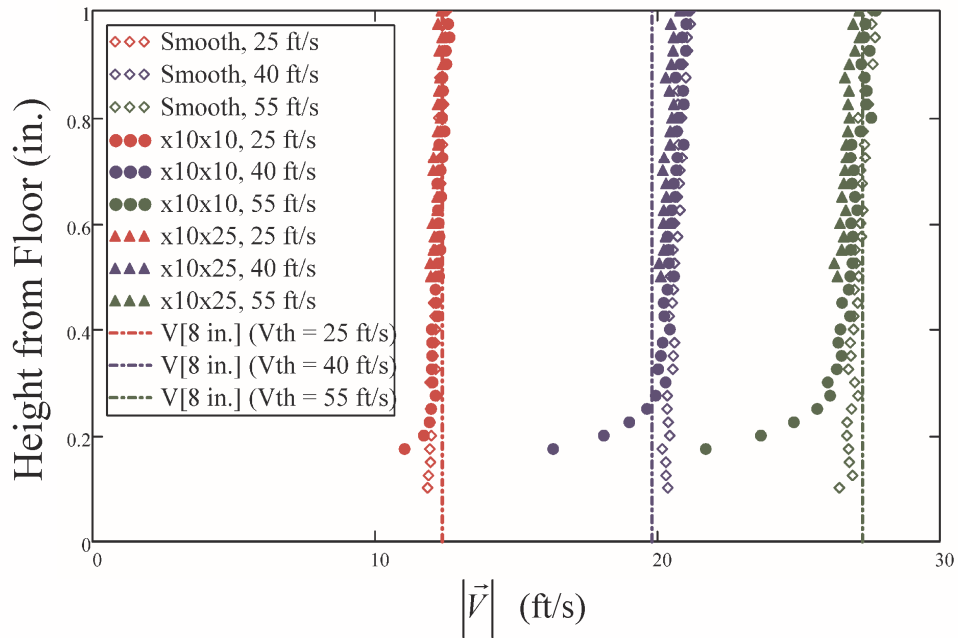 1
0.8
0.6
0.4
0.2
0
Height from Floor (in.)
Smooth, 25 ft/s
Smooth, 40 ft/s
Smooth, 55 ft/s
x10x10, 25 ft/s
x10x10, 40 ft/s
x10x10, 55 ft/s
x10x25, 25 ft/s
x10x25, 40 ft/s
x10x25, 55 ft/s
V[8 in.] (Vth = 25 ft/s)
V[8 in.] (Vth = 40 ft/s)
V[8 in.] (Vth = 55 ft/s)
0 10 20 30
|V⃗| (ft/s)